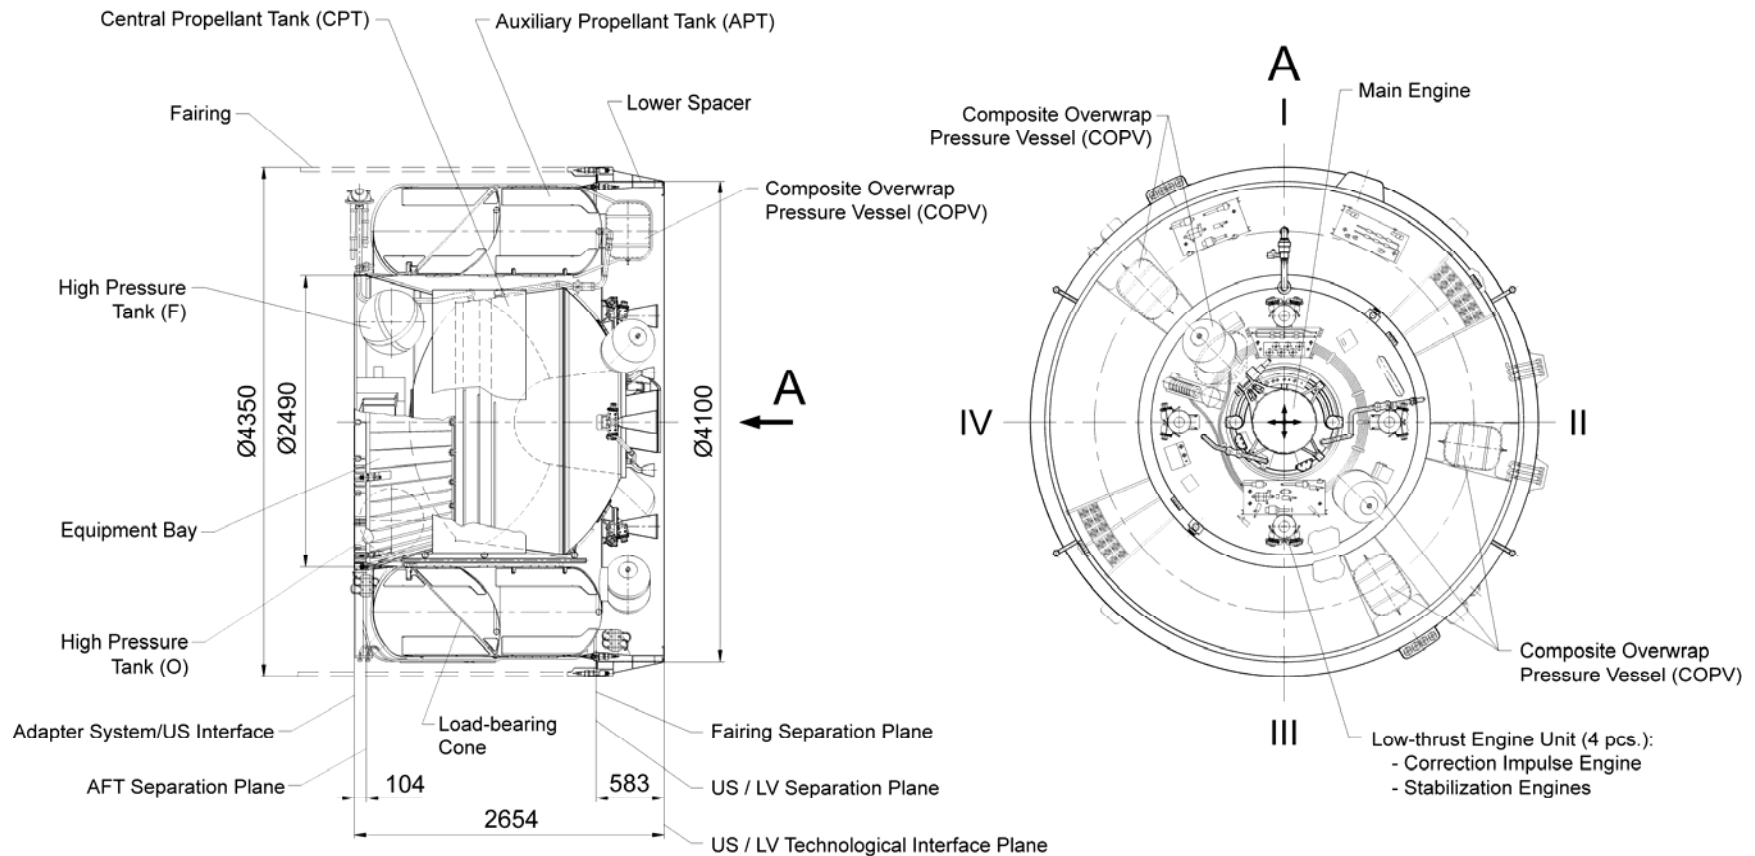 Central Propellant Tank (CPT)
Auxiliary Propellant Tank (APT)
Fairing
Lower Spacer
Composite Overwrap
Pressure Vessel (COPV)
High Pressure
Tank (F)
Ø4350
Ø2490
Ø4100
A
Equipment Bay
High Pressure
Tank (O)
Adapter System/US Interface
Load-bearing
Cone
Fairing Separation Plane
AFT Separation Plane
104
583
US / LV Separation Plane
2654
US / LV Technological Interface Plane
A
I
Main Engine
Composite Overwrap
Pressure Vessel (COPV)
IV
II
Composite Overwrap
Pressure Vessel (COPV)
III
Low-thrust Engine Unit (4 pcs.):
- Correction Impulse Engine
- Stabilization Engines